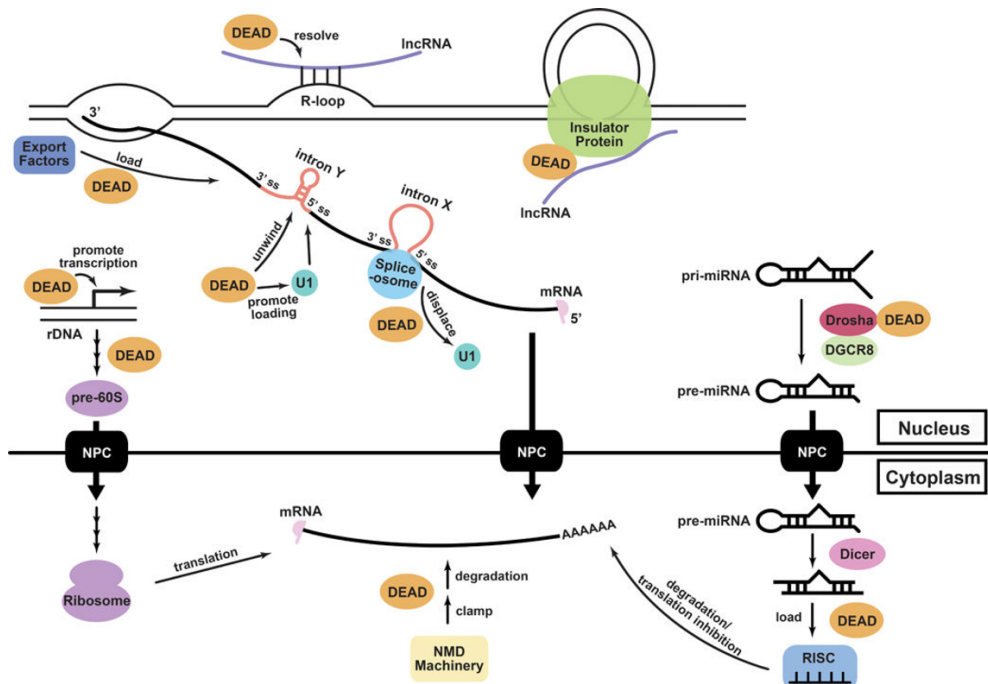 DEAD
resolve
lncRNA
R-loop
3’
Export
Factors
load
DEAD
Insulator
Protein
DEAD
lncRNA
intron Y
3’ ss
5’ ss
unwind
DEAD
promote
loading
U1
intron X
3’ ss
5’ ss
Splice
-osome
DEAD
displace
U1
mRNA
5’
promote
transcription
DEAD
rDNA
DEAD
pre-60S
pri-miRNA
Drosha
DEAD
DGCR8
pre-miRNA
Nucleus
NPC
NPC
NPC
Cytoplasm
mRNA
AAAAAA
pre-miRNA
Dicer
translation
Ribosome
DEAD
degradation
clamp
NMD
Machinery
degradation/
translation inhibition
load
DEAD
RISC